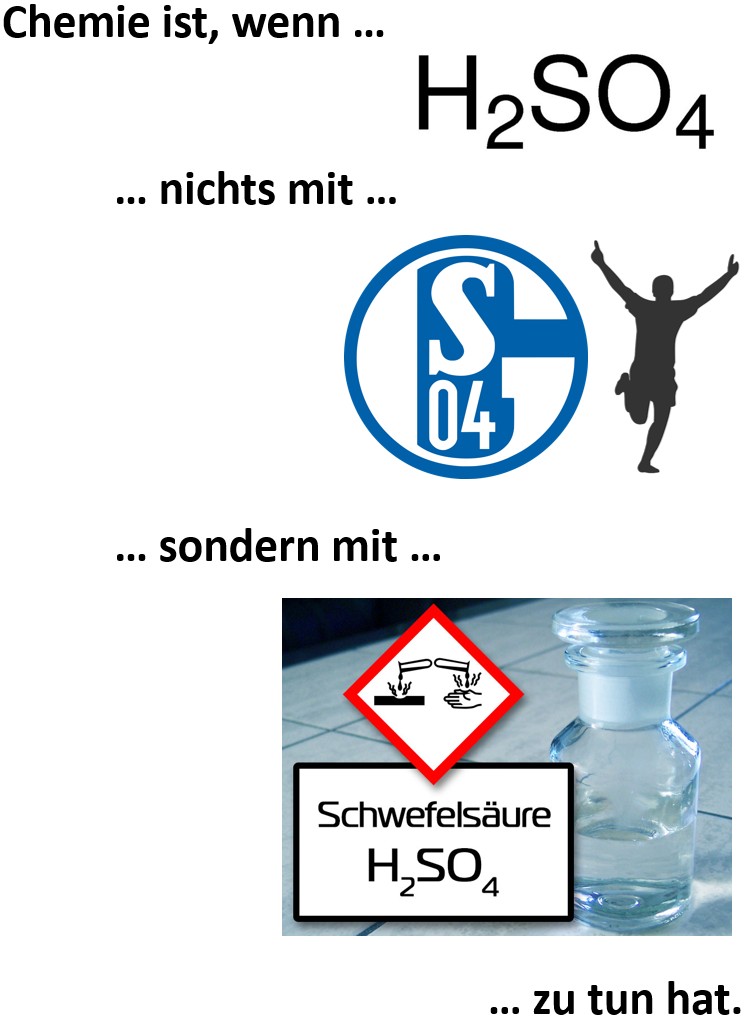 Chemie ist, wenn ...
H₂SO₄
... nichts mit ...
S
04
... sondern mit ...
Schwefelsäure
H₂SO₄
... zu tun hat.